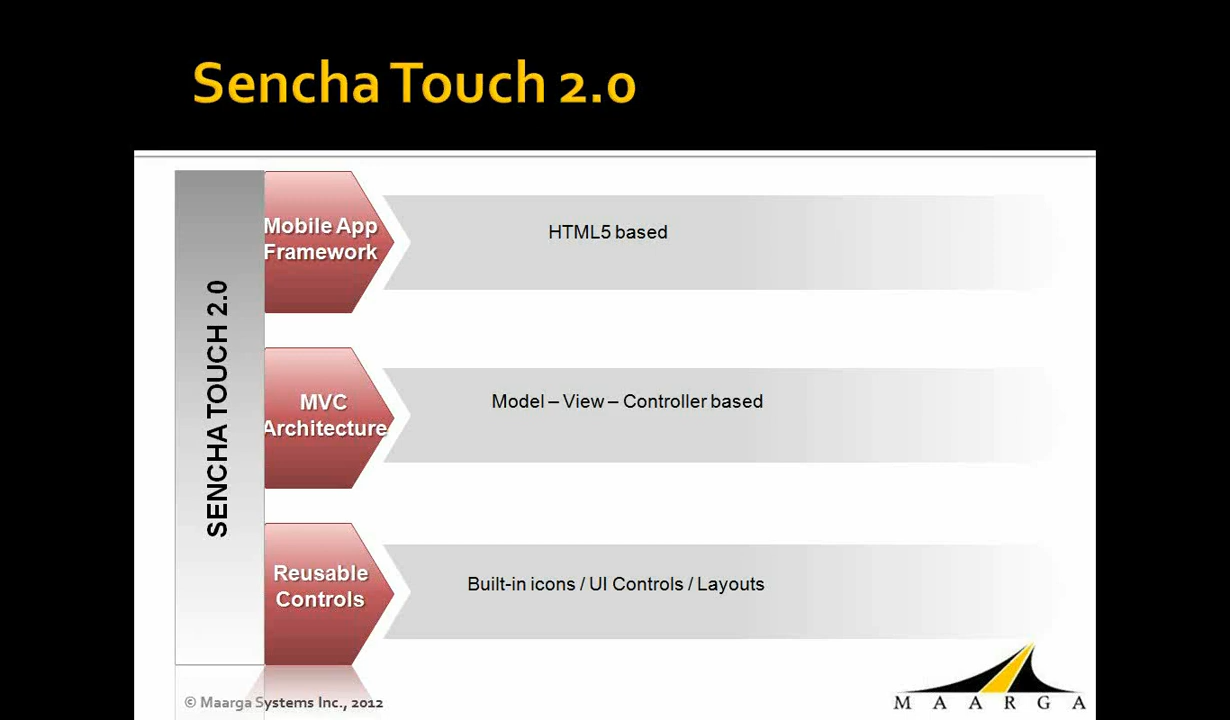 Sencha Touch 2.0
SENCHA TOUCH 2.0
Mobile App
Framework
HTML5 based
MVC
Architecture
Model – View – Controller based
Reusable
Controls
Built-in icons / UI Controls / Layouts
© Maarga Systems Inc., 2012
MAARGA